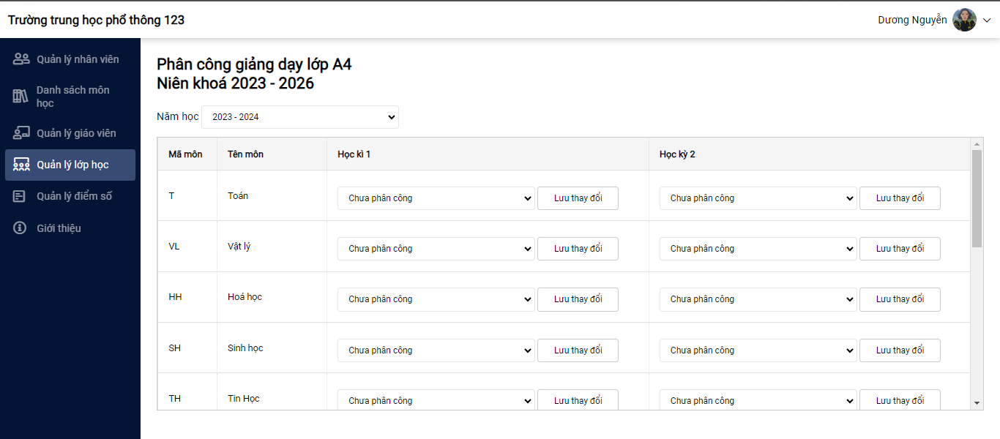 Trường trung học phổ thông 123
Dương Nguyễn
Quản lý nhân viên
Danh sách môn
học
Quản lý giáo viên
Quản lý lớp học
Quản lý điểm số
Giới thiệu
Phân công giảng dạy lớp A4
Niên khoá 2023 - 2026
Năm học 2023 - 2024
Mã môn Tên môn Học kì 1 Học kỳ 2
T Toán Chưa phân công Lưu thay đổi Chưa phân công Lưu thay đổi
VL Vật lý Chưa phân công Lưu thay đổi Chưa phân công Lưu thay đổi
HH Hoá học Chưa phân công Lưu thay đổi Chưa phân công Lưu thay đổi
SH Sinh học Chưa phân công Lưu thay đổi Chưa phân công Lưu thay đổi
TH Tin Học Chưa phân công Lưu thay đổi Chưa phân công Lưu thay đổi